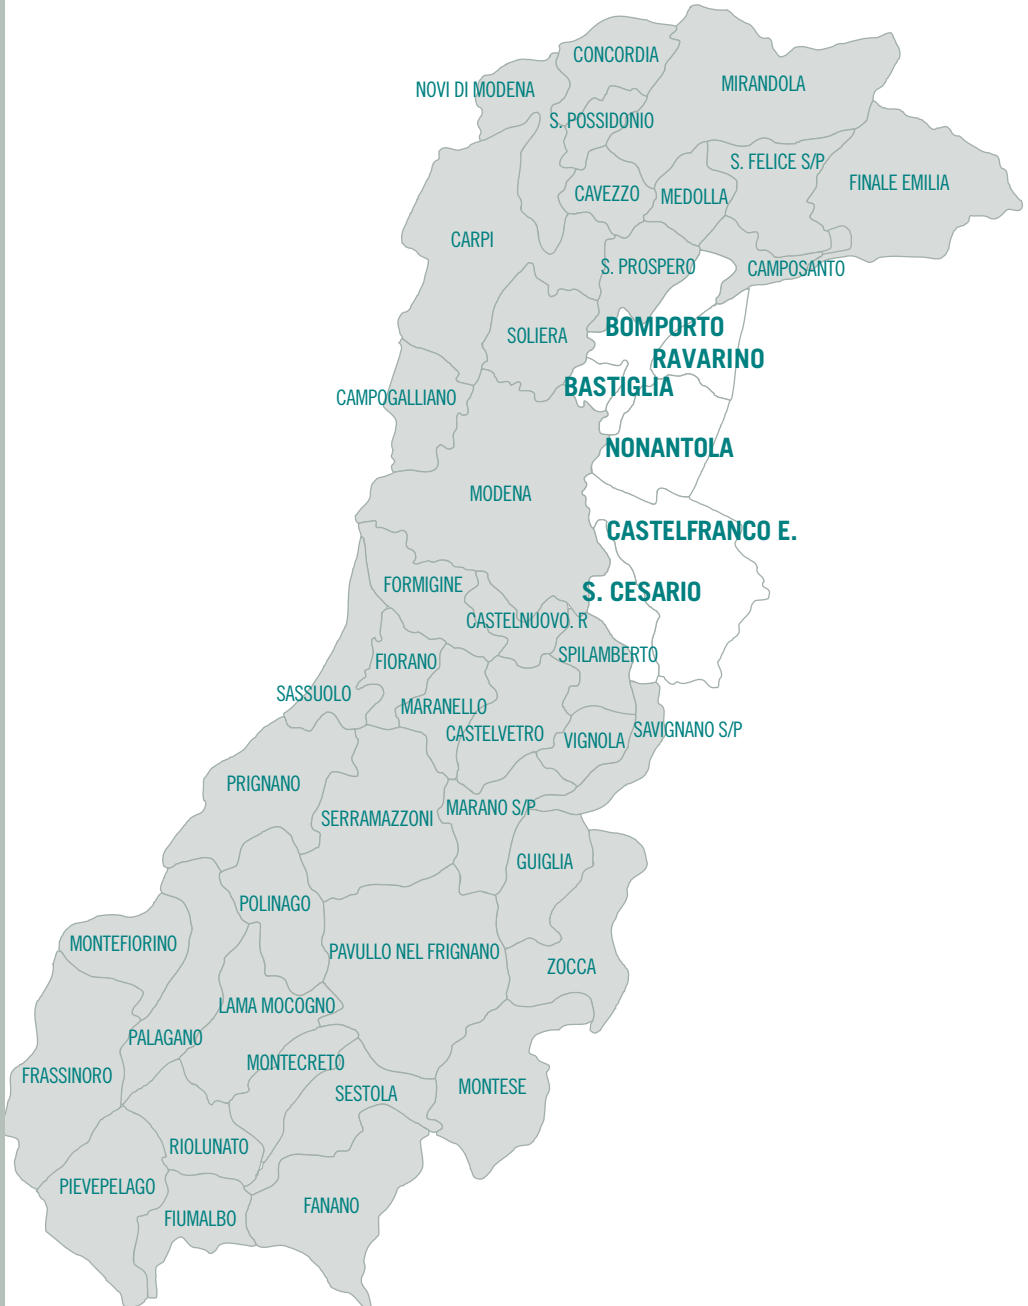 CONCORDIA
MIRANDOLA
NOVI DI MODENA
S. POSSIDONIO
S. FELICE S/P
FINALE EMILIA
CAVEZZO
MEDOLLA
CARPI
S. PROSPERO
CAMPOSANTO
BOMPORTO
SOLIERA
RAVARINO
BASTIGLIA
CAMPOGALLIANO
NONANTOLA
MODENA
CASTELFRANCO E.
FORMIGINE
S. CESARIO
CASTELNUOVO. R
SPILAMBERTO
FIORANO
SASSUOLO
MARANELLO
SAVIGNANO S/P
CASTELVETRO
VIGNOLA
PRIGNANO
MARANO S/P
SERRAMAZZONI
GUIGLIA
POLINAGO
MONTEFIORINO
PAVULLO NEL FRIGNANO
ZOCCA
LAMA MOCOGNO
PALAGANO
MONTECRETO
FRASSINORO
MONTESE
SESTOLA
RIOLUNATO
PIEVEPELAGO
FANANO
FIUMALBO